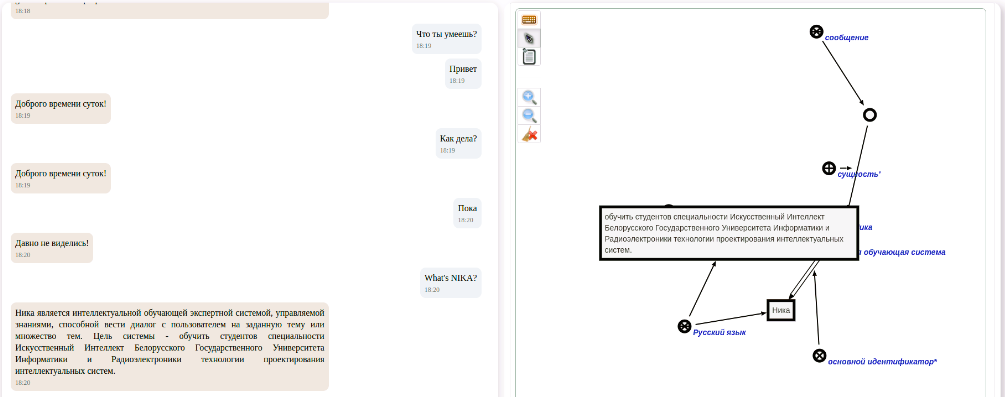 18:18
Что ты умеешь?
18:19
Привет
18:19
Доброго времени суток!
18:19
Как дела?
18:19
Доброго времени суток!
18:19
Пока
18:20
Давно не виделись!
18:20
What's NIKA?
18:20
Ника является интеллектуальной обучающей экспертной системой, управляемой
знаниями, способной вести диалог с пользователем на заданную тему или
множество тем. Цель системы - обучить студентов специальности
Искусственный Интеллект Белорусского Государственного Университета
Информатики и Радиоэлектроники технологии проектирования
интеллектуальных систем.
18:20
сообщение
сущность'
обучить студентов специальности Искусственный Интеллект
Белорусского Государственного Университета Информатики и
Радиоэлектроники технологии проектирования интеллектуальных
систем.
ика
обучающая система
Ника
Русский язык
основной идентификатор*